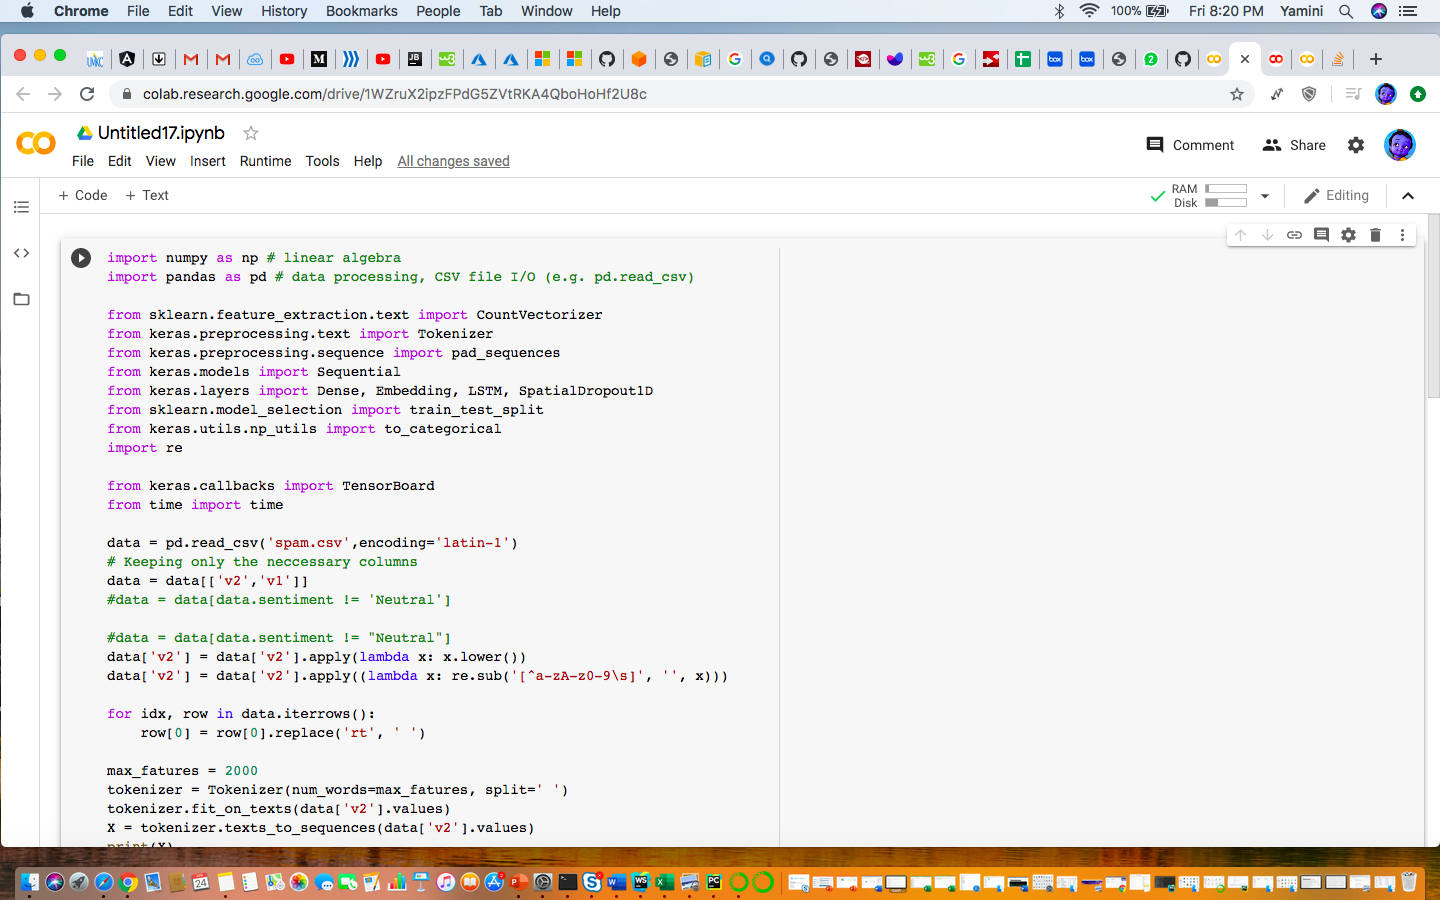 Chrome File Edit View History Bookmarks People Tab Window Help 100% Fri 8:20 PM Yamini
colab.research.google.com/drive/1WZruX2ipzFPdG5ZVtRKA4QboHoHf2U8c
Untitled17.ipynb
File Edit View Insert Runtime Tools Help All changes saved
Comment Share
+ Code + Text
RAM
Disk
Editing
import numpy as np # linear algebra
import pandas as pd # data processing, CSV file I/O (e.g. pd.read_csv)
from sklearn.feature_extraction.text import CountVectorizer
from keras.preprocessing.text import Tokenizer
from keras.preprocessing.sequence import pad_sequences
from keras.models import Sequential
from keras.layers import Dense, Embedding, LSTM, SpatialDropout1D
from sklearn.model_selection import train_test_split
from keras.utils.np_utils import to_categorical
import re
from keras.callbacks import TensorBoard
from time import time
data = pd.read_csv('spam.csv',encoding='latin-1')
# Keeping only the neccessary columns
data = data[['v2','v1']]
#data = data[data.sentiment != 'Neutral']
#data = data[data.sentiment != "Neutral"]
data['v2'] = data['v2'].apply(lambda x: x.lower())
data['v2'] = data['v2'].apply((lambda x: re.sub('[^a-zA-z0-9\s]', '', x)))
for idx, row in data.iterrows():
    row[0] = row[0].replace('rt', ' ')
max_fatures = 2000
tokenizer = Tokenizer(num_words=max_fatures, split=' ')
tokenizer.fit_on_texts(data['v2'].values)
X = tokenizer.texts_to_sequences(data['v2'].values)
print(X)